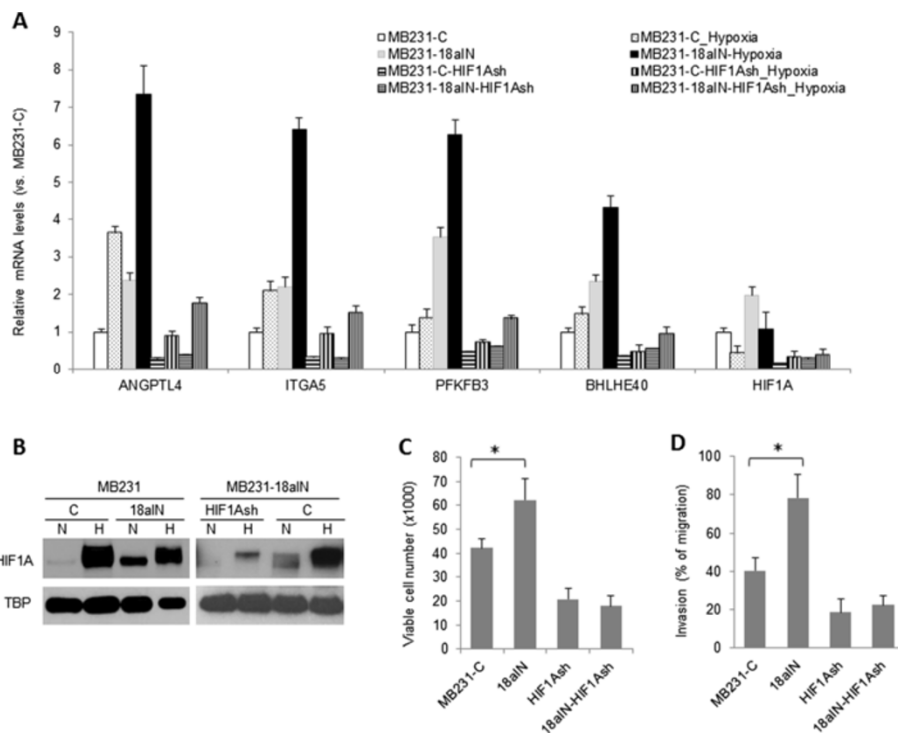 A
Relative mRNA levels (vs. MB231-C)
9
8
7
6
5
4
3
2
1
0
MB231-C
MB231-C_Hypoxia
MB231-18aIN
MB231-18aIN-Hypoxia
MB231-C-HIF1Ash
MB231-C-HIF1Ash_Hypoxia
MB231-18aIN-HIF1Ash
MB231-18aIN-HIF1Ash_Hypoxia
ANGPTL4 ITGA5 PFKFB3 BHLHE40 HIF1A
B
MB231 MB231-18aIN
C 18aIN HIF1Ash C
N H N H N H N H
HIF1A
TBP
C
Viable cell number (x1000)
80
70
60
50
40
30
20
10
0
*
MB231-C
18aIN
HIF1Ash
18aIN-HIF1Ash
D
Invasion (% of migration)
100
80
60
40
20
0
*
MB231-C
18aIN
HIF1Ash
18aIN-HIF1Ash